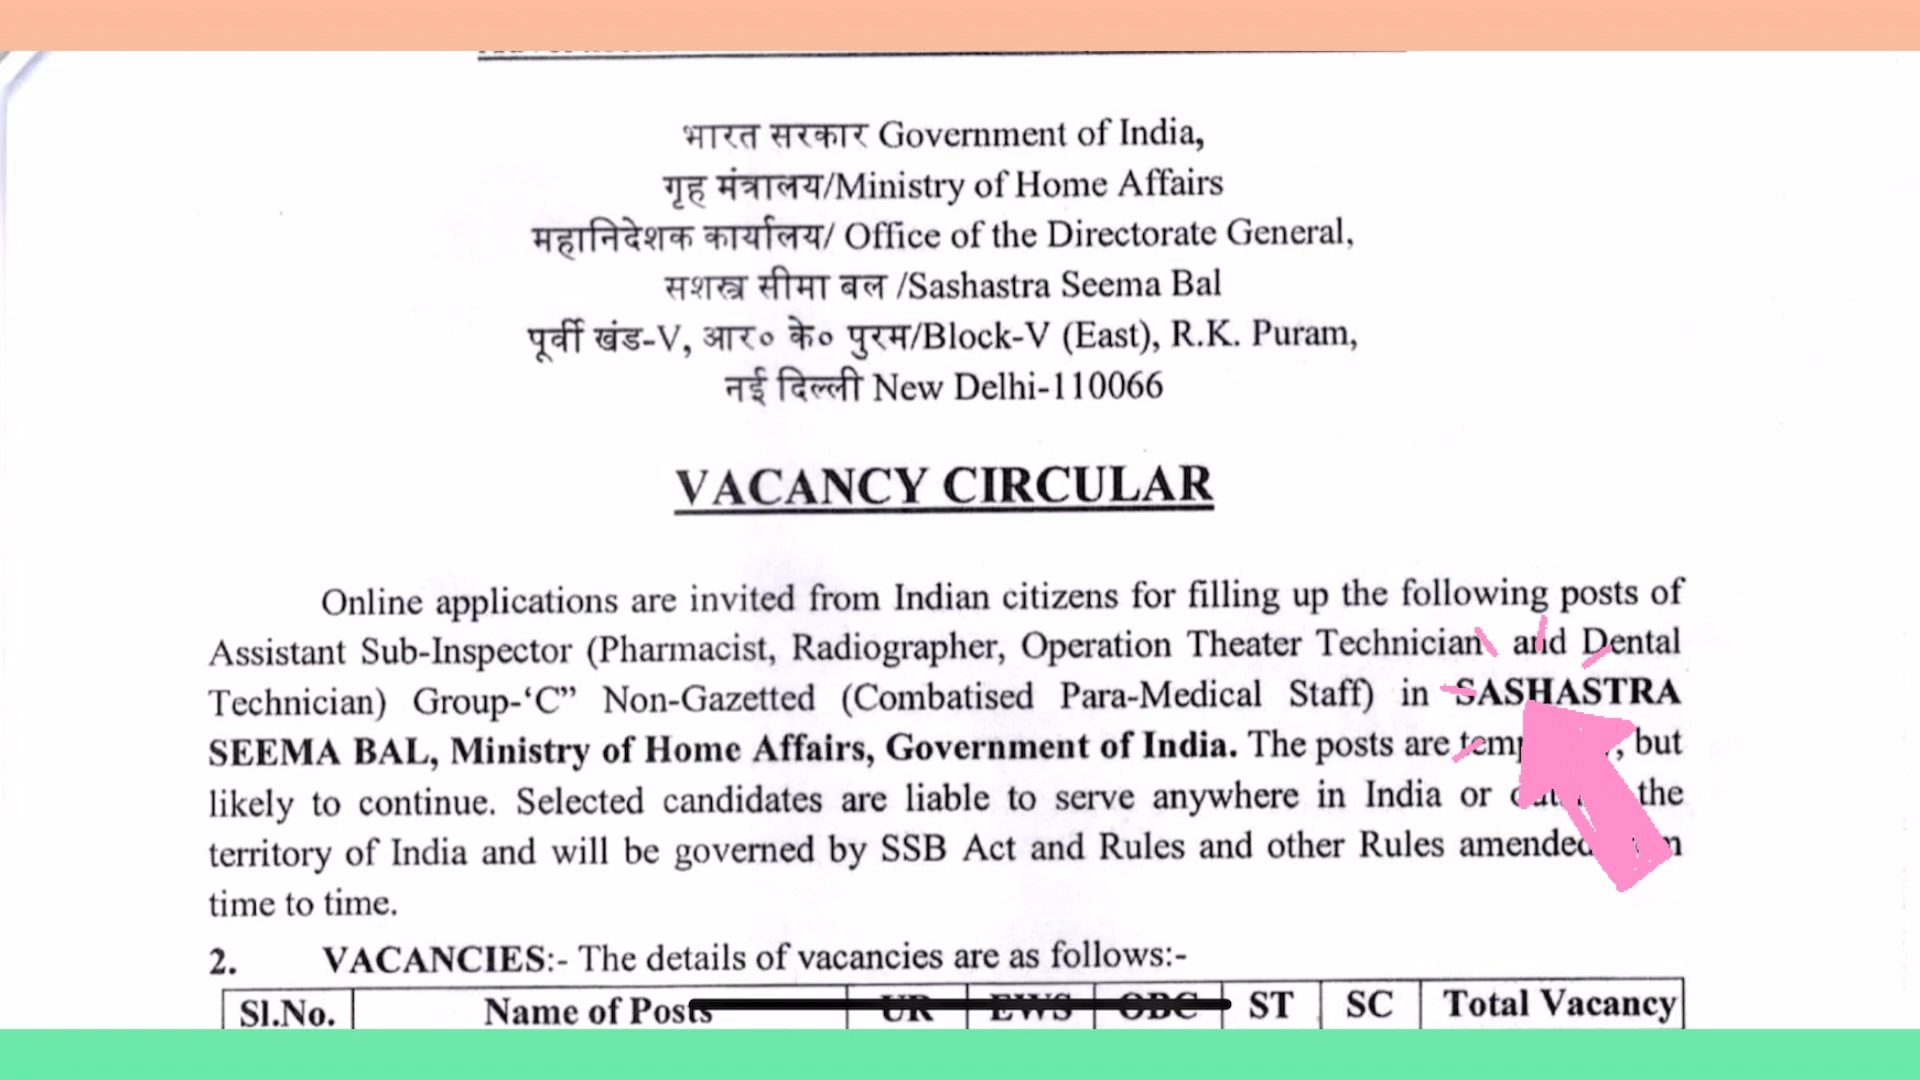 भारत सरकार Government of India,
गृह मंत्रालय/Ministry of Home Affairs
महानिदेशक कार्यालय/ Office of the Directorate General,
सशस्त्र सीमा बल /Sashastra Seema Bal
पूर्वी खंड-V, आर० के० पुरम/Block-V (East), R.K. Puram,
नई दिल्ली New Delhi-110066
VACANCY CIRCULAR
Online applications are invited from Indian citizens for filling up the following posts of
Assistant Sub-Inspector (Pharmacist, Radiographer, Operation Theater Technician and Dental
Technician) Group-‘C” Non-Gazetted (Combatised Para-Medical Staff) in SASHASTRA
SEEMA BAL, Ministry of Home Affairs, Government of India. The posts are but
likely to continue. Selected candidates are liable to serve anywhere in India or the
territory of India and will be governed by SSB Act and Rules and other Rules amended
time to time.
2. VACANCIES:- The details of vacancies are as follows:-
Sl.No. Name of Posts UR EWS OBC ST SC Total Vacancy